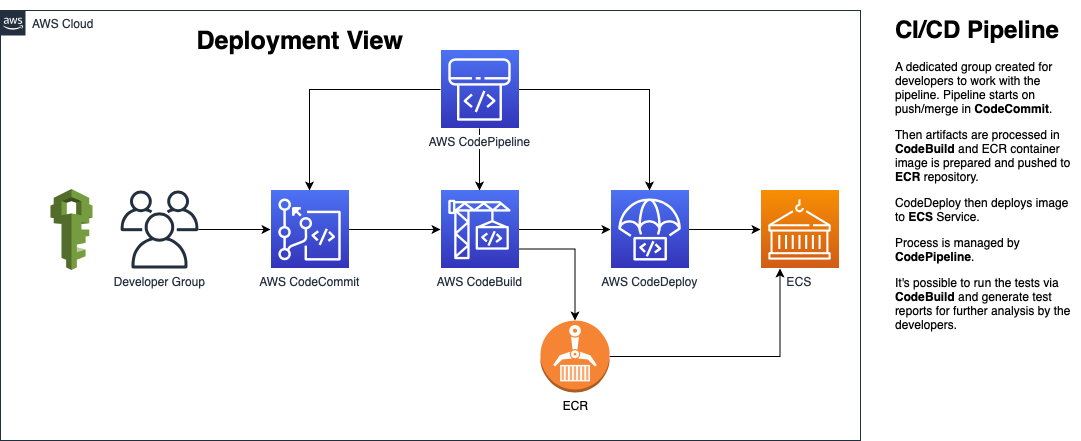 aws
AWS Cloud
Deployment View
AWS CodePipeline
Developer Group
AWS CodeCommit
AWS CodeBuild
AWS CodeDeploy
ECS
ECR
CI/CD Pipeline
A dedicated group created for
developers to work with the
pipeline. Pipeline starts on
push/merge in CodeCommit.
Then artifacts are processed in
CodeBuild and ECR container
image is prepared and pushed to
ECR repository.
CodeDeploy then deploys image
to ECS Service.
Process is managed by
CodePipeline.
It's possible to run the tests via
CodeBuild and generate test
reports for further analysis by the
developers.